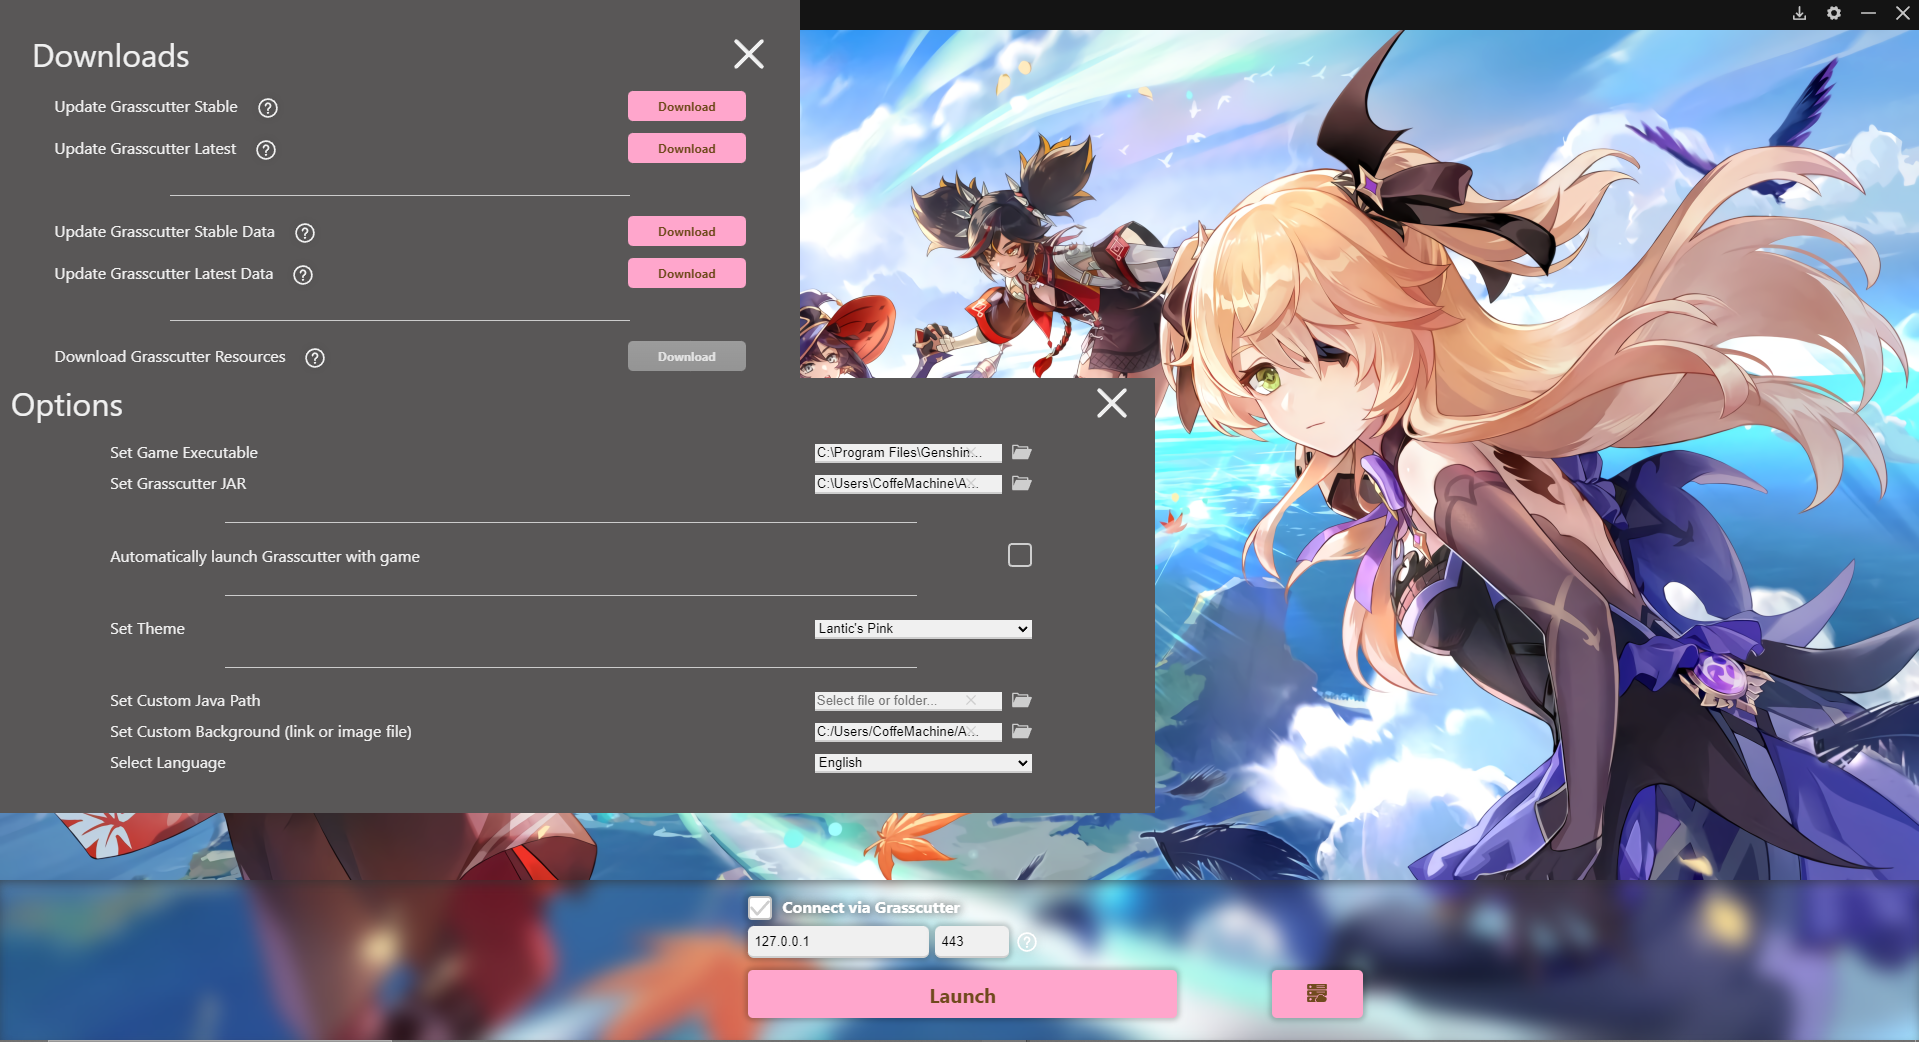 Downloads
Update Grasscutter Stable
Download
Update Grasscutter Latest
Download
Update Grasscutter Stable Data
Download
Update Grasscutter Latest Data
Download
Download Grasscutter Resources
Download
Options
Set Game Executable
C:\Program Files\Genshin...
Set Grasscutter JAR
C:\Users\CoffeMachine\A...
Automatically launch Grasscutter with game
Set Theme
Lantic's Pink
Set Custom Java Path
Select file or folder...
Set Custom Background (link or image file)
C:/Users/CoffeMachine/A...
Select Language
English
Connect via Grasscutter
127.0.0.1
443
Launch